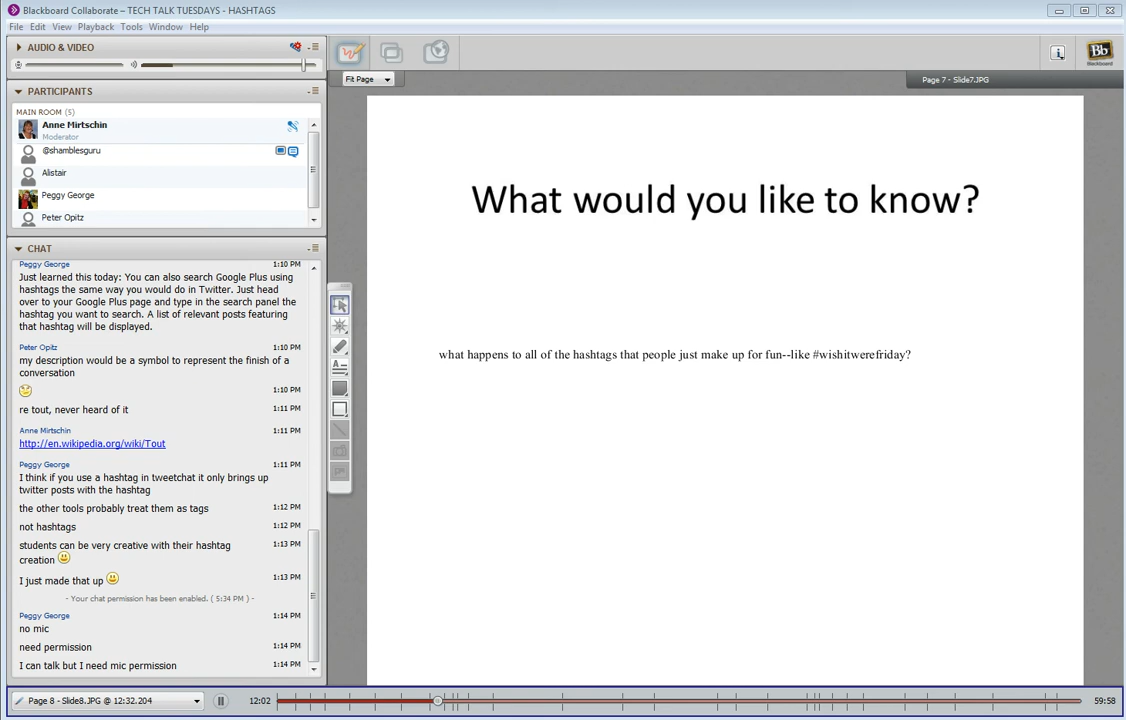 Blackboard Collaborate – TECH TALK TUESDAYS - HASHTAGS
File Edit View Playback Tools Window Help
AUDIO & VIDEO
PARTICIPANTS
MAIN ROOM (5)
Anne Mirtschin
Moderator
@shamblesguru
Alistair
Peggy George
Peter Opitz
CHAT
Peggy George 1:10 PM
Just learned this today: You can also search Google Plus using
hashtags the same way you would do in Twitter. Just head
over to your Google Plus page and type in the search panel the
hashtag you want to search. A list of relevant posts featuring
that hashtag will be displayed.
Peter Opitz 1:10 PM
my description would be a symbol to represent the finish of a
conversation
1:10 PM
re tout, never heard of it 1:11 PM
Anne Mirtschin 1:11 PM
http://en.wikipedia.org/wiki/Tout
Peggy George 1:11 PM
I think if you use a hashtag in tweetchat it only brings up
twitter posts with the hashtag
the other tools probably treat them as tags 1:12 PM
not hashtags 1:12 PM
students can be very creative with their hashtag 1:13 PM
creation
I just made that up 1:13 PM
- Your chat permission has been enabled. ( 5:34 PM ) -
Peggy George 1:14 PM
no mic
need permission 1:14 PM
I can talk but I need mic permission 1:14 PM
Fit Page
Page 7 - Slide7.JPG
Bb
Blackboard
What would you like to know?
what happens to all of the hashtags that people just make up for fun--like #wishitwerefriday?
Page 8 - Slide8.JPG @ 12:32.204 12:02 59:58